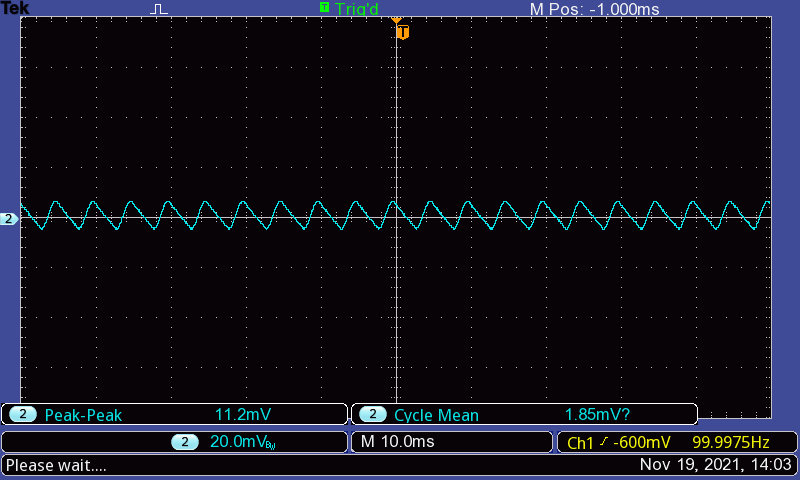 Tek T Trig'd M Pos: -1.000ms
T
2
2 Peak-Peak 11.2mV 2 Cycle Mean 1.85mV?
2 20.0mVBW M 10.0ms Ch1 -600mV 99.9975Hz
Please wait.... Nov 19, 2021, 14:03